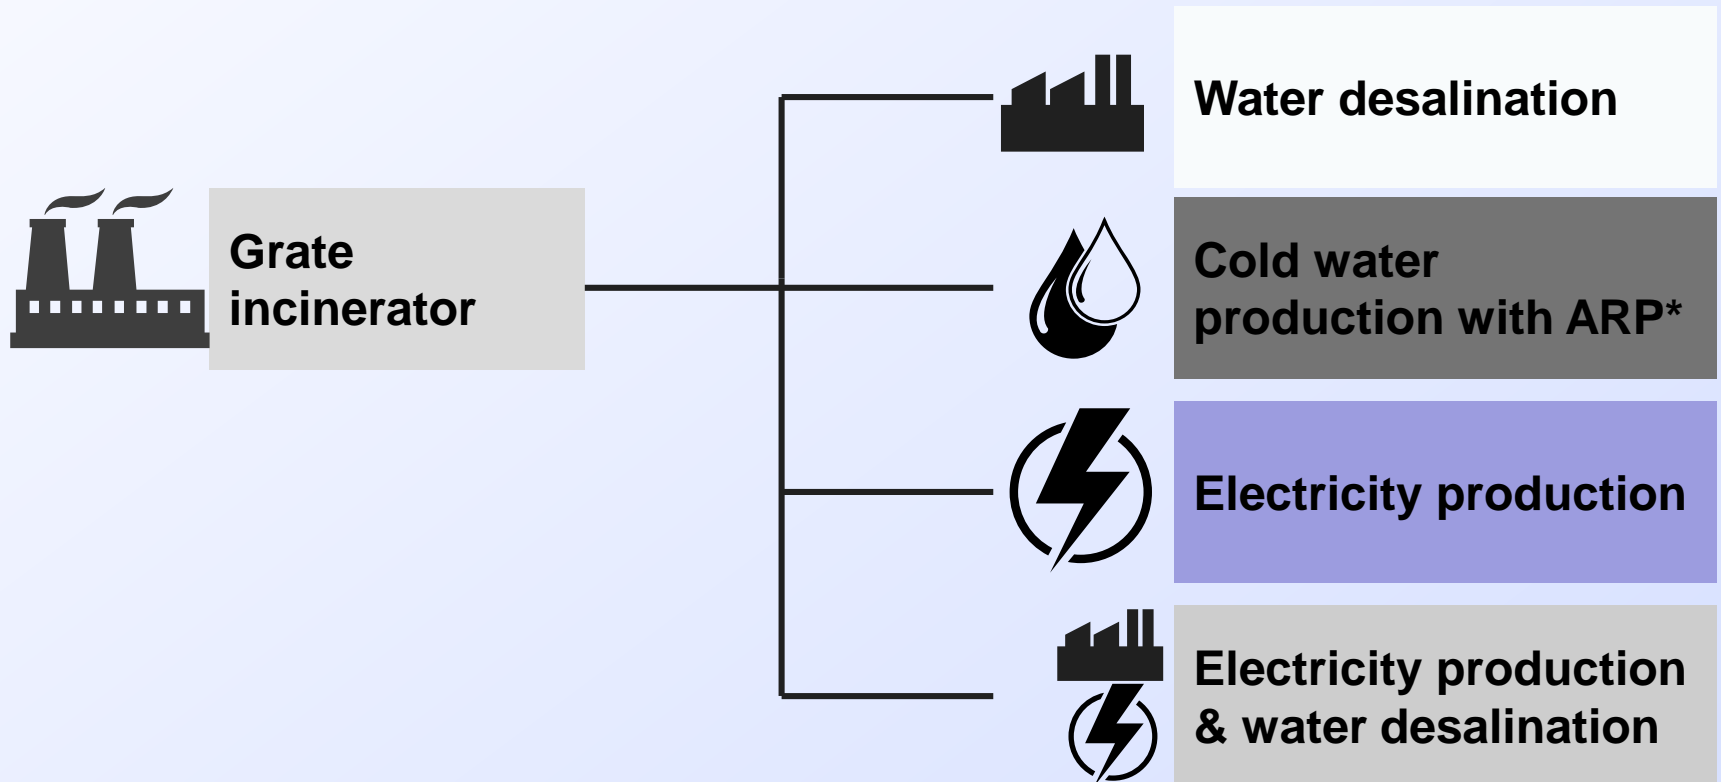 Water desalination
Grate
incinerator
Cold water
production with ARP*
Electricity production
Electricity production
& water desalination